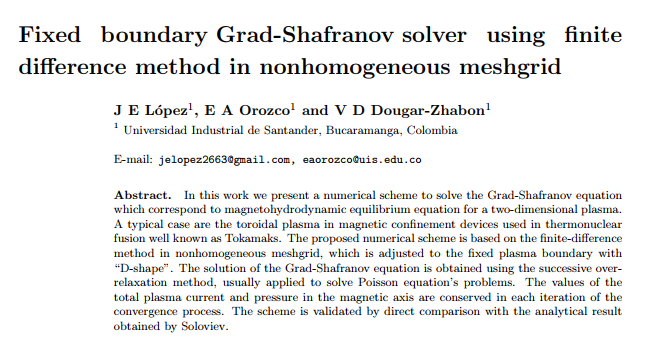 Fixed boundary Grad-Shafranov solver using finite
difference method in nonhomogeneous meshgrid
J E López¹, E A Orozco¹ and V D Dougar-Zhabon¹
¹ Universidad Industrial de Santander, Bucaramanga, Colombia
E-mail: jelopez2663@gmail.com, eaorozco@uis.edu.co
Abstract. In this work we present a numerical scheme to solve the Grad-Shafranov equation
which correspond to magnetohydrodynamic equilibrium equation for a two-dimensional plasma.
A typical case are the toroidal plasma in magnetic confinement devices used in thermonuclear
fusion well known as Tokamaks. The proposed numerical scheme is based on the finite-difference
method in nonhomogeneous meshgrid, which is adjusted to the fixed plasma boundary with
“D-shape”. The solution of the Grad-Shafranov equation is obtained using the successive over-
relaxation method, usually applied to solve Poisson equation’s problems. The values of the
total plasma current and pressure in the magnetic axis are conserved in each iteration of the
convergence process. The scheme is validated by direct comparison with the analytical result
obtained by Soloviev.